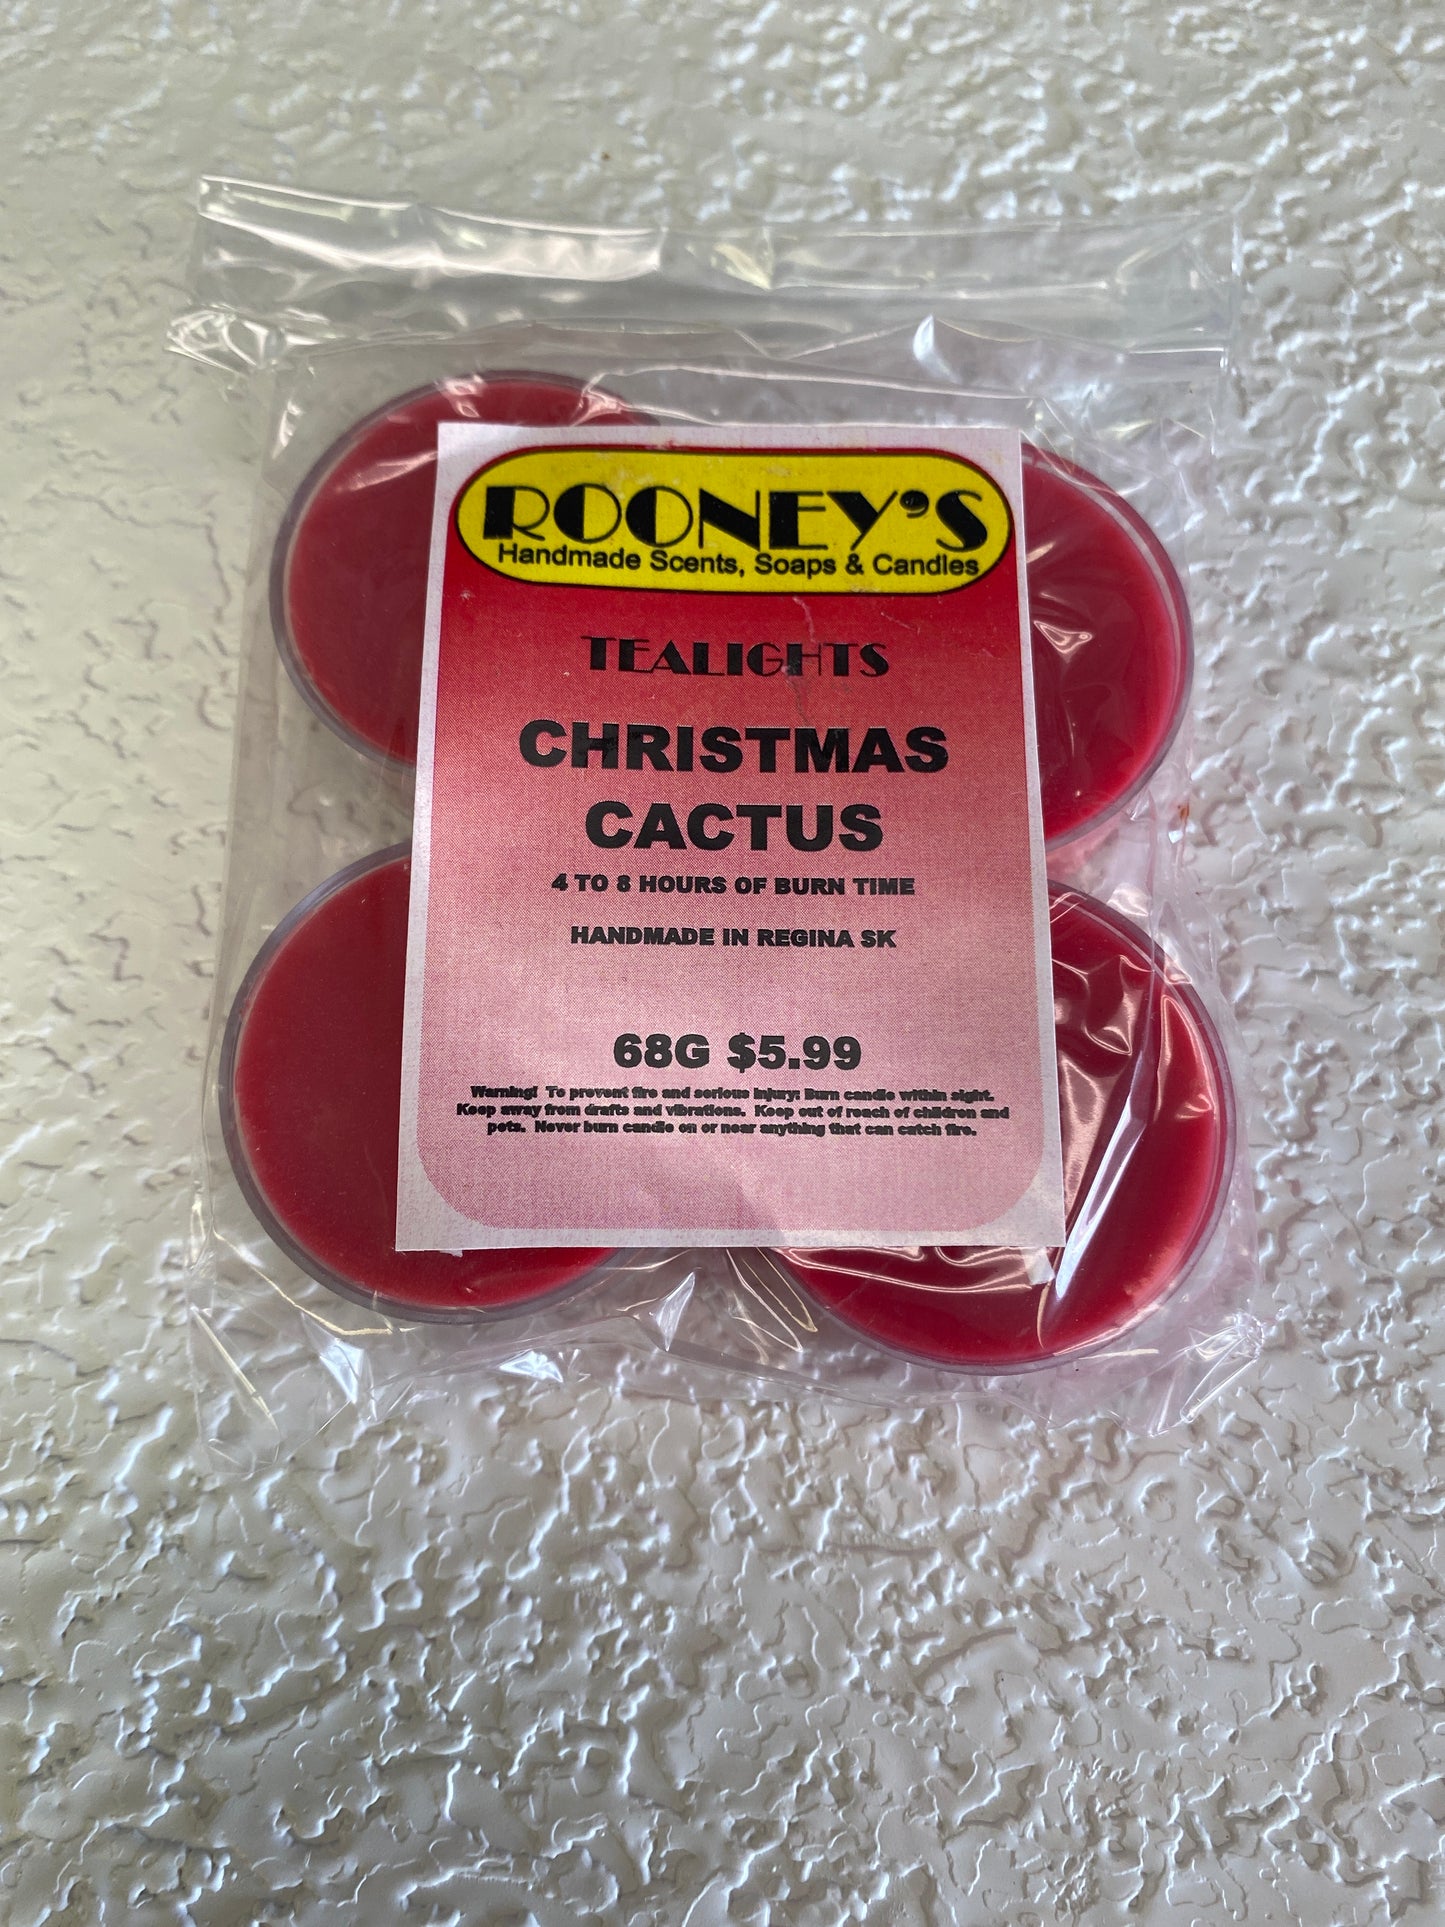 ROONEY'S
Handmade Scents, Soaps & Candles
TEALIGHTS
CHRISTMAS
CACTUS
4 TO 8 HOURS OF BURN TIME
HANDMADE IN REGINA SK
68G $5.99
Warning!  To prevent fire and serious injury: Burn candle within sight.
Keep away from drafts and vibrations.  Keep out of reach of children and
pets.  Never burn candle on or near anything that can catch fire.